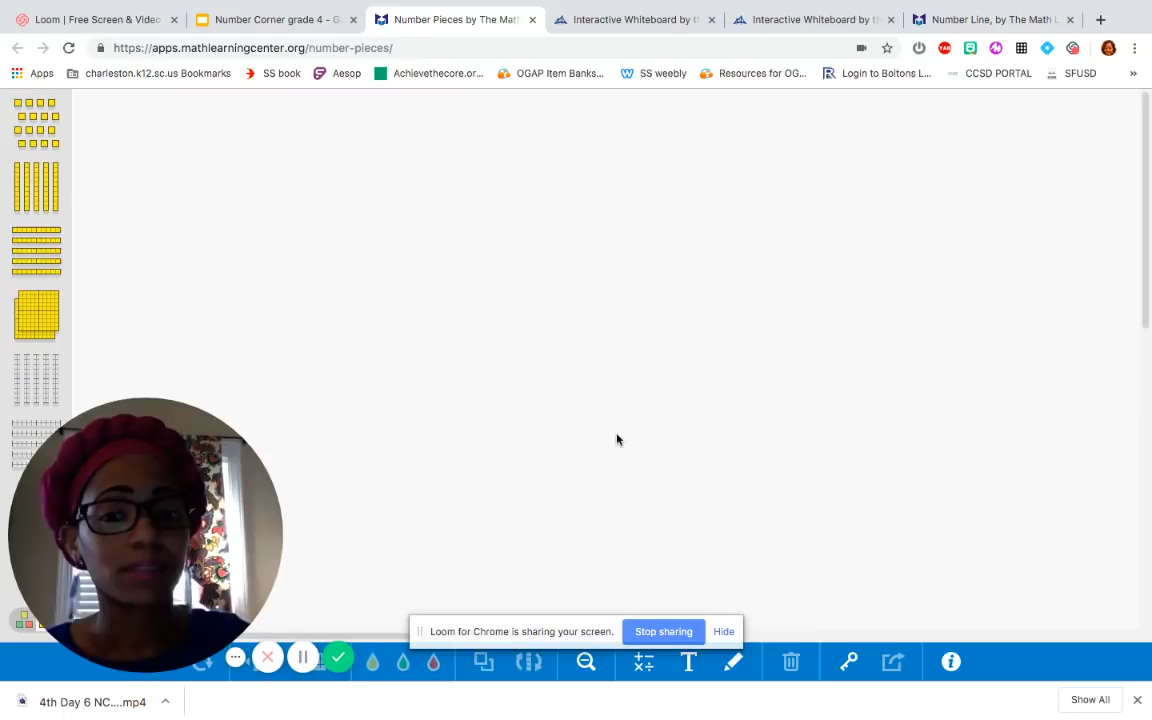 Loom | Free Screen & Video
Number Corner grade 4 - G
Number Pieces by The Math
Interactive Whiteboard by th
Interactive Whiteboard by the
Number Line, by The Math L
https://apps.mathlearningcenter.org/number-pieces/
YAB
Apps
charleston.k12.sc.us Bookmarks
SS book
Aesop
Achievethecore.or...
OGAP Item Banks...
SS weekly
Resources for OG...
Login to Boltons L...
CCSD PORTAL
SFUSD
»
Loom for Chrome is sharing your screen.
Stop sharing
Hide
T
4th Day 6 NC....mp4
Show All